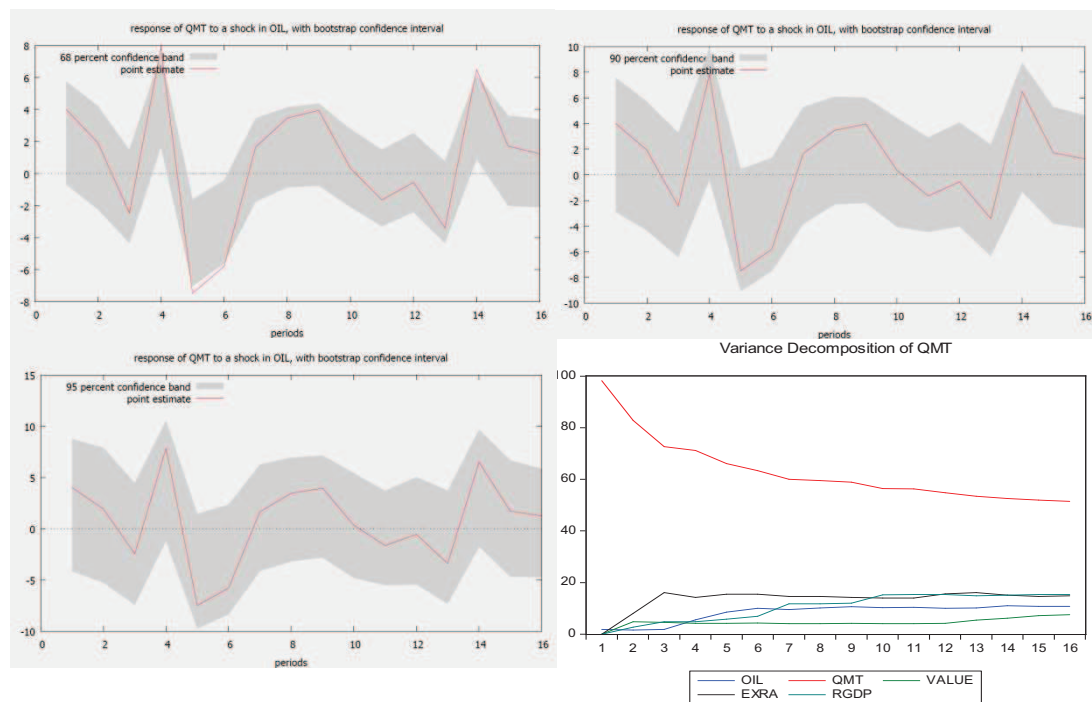 response of QMT to a shock in OIL, with bootstrap confidence interval
68 percent confidence band
point estimate
8
6
4
2
0
-2
-4
-6
-8
0 2 4 6 8 10 12 14 16
periods
response of QMT to a shock in OIL, with bootstrap confidence interval
90 percent confidence band
point estimate
10
8
6
4
2
0
-2
-4
-6
-8
-10
0 2 4 6 8 10 12 14 16
periods
response of QMT to a shock in OIL, with bootstrap confidence interval
95 percent confidence band
point estimate
15
10
5
0
-5
-10
0 2 4 6 8 10 12 14 16
periods
Variance Decomposition of QMT
100
80
60
40
20
0
1 2 3 4 5 6 7 8 9 10 11 12 13 14 15 16
OIL QMT VALUE
EXRA RGDP